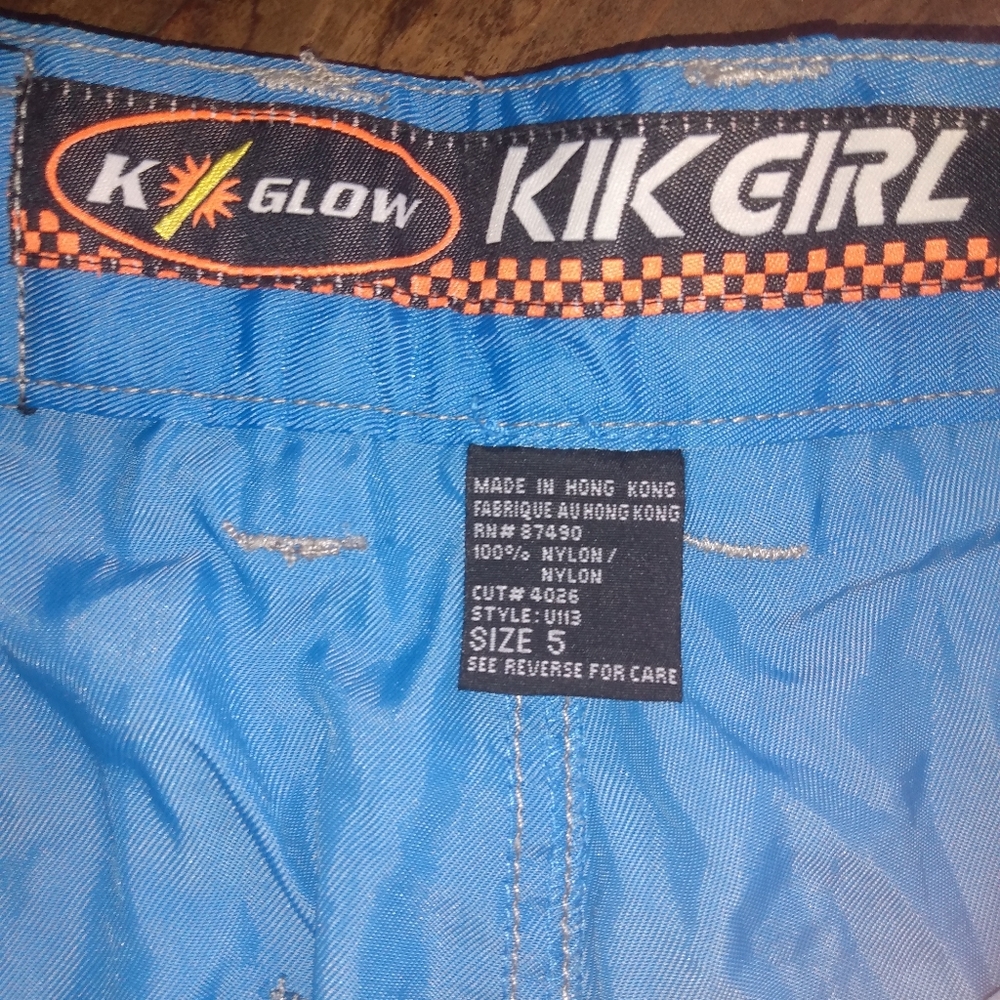 K GLOW
KIK GIRL
MADE IN HONG KONG
FABRIQUE AU HONG KONG
RN# 87490
100% NYLON/
NYLON
CUT# 4026
STYLE: U113
SIZE 5
SEE REVERSE FOR CARE